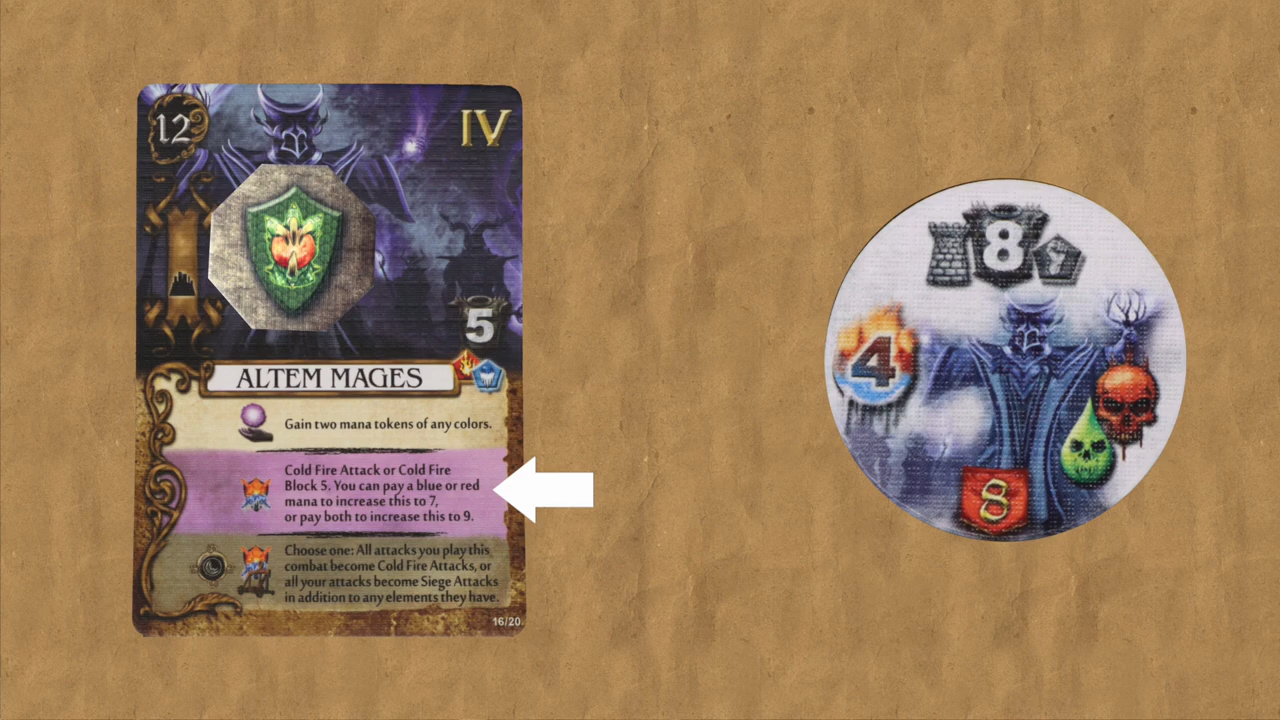 12
IV
5
ALTEM MAGES
Gain two mana tokens of any colors.
Cold Fire Attack or Cold Fire
Block 5. You can pay a blue or red
mana to increase this to 7,
or pay both to increase this to 9.
Choose one: All attacks you play this
combat become Cold Fire Attacks, or
all your attacks become Siege Attacks
in addition to any elements they have.
16/20
8
4
8